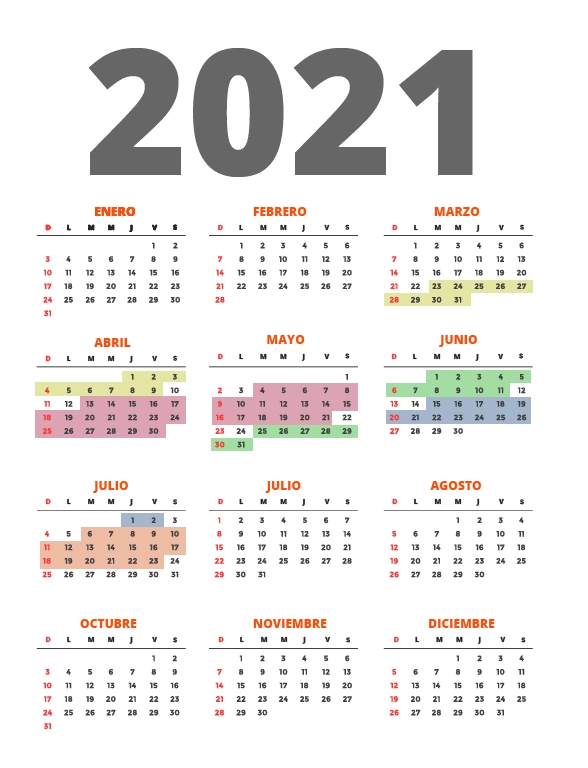 2021
ENERO
D L M M J V S
1 2
3 4 5 6 7 8 9
10 11 12 13 14 15 16
17 18 19 20 21 22 23
24 25 26 27 28 29 30
31
FEBRERO
D L M M J V S
1 2 3 4 5 6
7 8 9 10 11 12 13
14 15 16 17 18 19 20
21 22 23 24 25 26 27
28
MARZO
D L M M J V S
1 2 3 4 5 6
7 8 9 10 11 12 13
14 15 16 17 18 19 20
21 22 23 24 25 26 27
28 29 30 31
ABRIL
D L M M J V S
1 2 3
4 5 6 7 8 9 10
11 12 13 14 15 16 17
18 19 20 21 22 23 24
25 26 27 28 29 30
MAYO
D L M M J V S
1
2 3 4 5 6 7 8
9 10 11 12 13 14 15
16 17 18 19 20 21 22
23 24 25 26 27 28 29
30 31
JUNIO
D L M M J V S
1 2 3 4 5
6 7 8 9 10 11 12
13 14 15 16 17 18 19
20 21 22 23 24 25 26
27 28 29 30
JULIO
D L M M J V S
1 2 3
4 5 6 7 8 9 10
11 12 13 14 15 16 17
18 19 20 21 22 23 24
25 26 27 28 29 30 31
JULIO
D L M M J V S
1 2 3 4 5 6 7
8 9 10 11 12 13 14
15 16 17 18 19 20 21
22 23 24 25 26 27 28
29 30 31
AGOSTO
D L M M J V S
1 2 3 4
5 6 7 8 9 10 11
12 13 14 15 16 17 18
19 20 21 22 23 24 25
26 27 28 29 30
OCTUBRE
D L M M J V S
1 2
3 4 5 6 7 8 9
10 11 12 13 14 15 16
17 18 19 20 21 22 23
24 25 26 27 28 29 30
31
NOVIEMBRE
D L M M J V S
1 2 3 4 5 6
7 8 9 10 11 12 13
14 15 16 17 18 19 20
21 22 23 24 25 26 27
28 29 30
DICIEMBRE
D L M M J V S
1 2 3 4
5 6 7 8 9 10 11
12 13 14 15 16 17 18
19 20 21 22 23 24 25
26 27 28 29 30 31